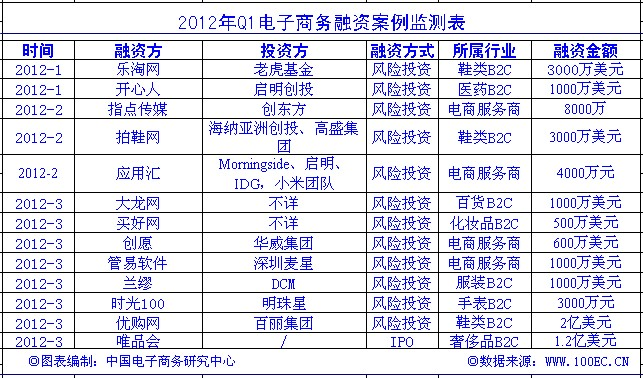 2012年Q1电子商务融资案例监测表
时间 融资方 投资方 融资方式 所属行业 融资金额
2012-1 乐淘网 老虎基金 风险投资 鞋类B2C 3000万美元
2012-1 开心人 启明创投 风险投资 医药B2C 1000万美元
2012-2 指点传媒 创东方 风险投资 电商服务商 8000万
2012-2 拍鞋网 海纳亚洲创投、高盛集
团 风险投资 鞋类B2C 3000万美元
2012-2 应用汇 Morningside、启明、
IDG，小米团队 风险投资 电商服务商 4000万元
2012-3 大龙网 不详 风险投资 百货B2C 1000万美元
2012-3 买好网 不详 风险投资 化妆品B2C 500万美元
2012-3 创愿 华威集团 风险投资 电商服务商 600万美元
2012-3 管易软件 深圳麦星 风险投资 电商服务商 1000万美元
2012-3 兰缪 DCM 风险投资 服装B2C 1000万美元
2012-3 时光100 明珠星 风险投资 手表B2C 3000万元
2012-3 优购网 百丽集团 风险投资 鞋类B2C 2亿美元
2012-3 唯品会 / IPO 奢侈品B2C 1.2亿美元
◎图表编制：中国电子商务研究中心 ◎数据来源：WWW.100EC.CN